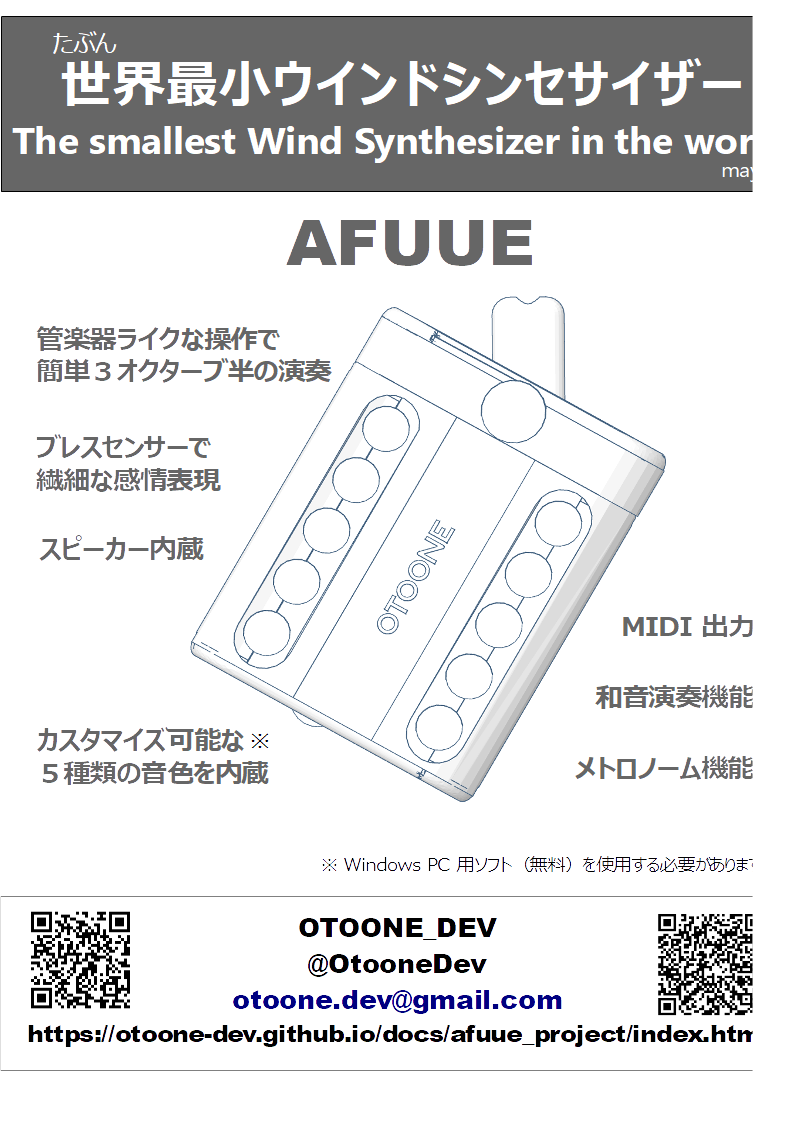 たぶん
世界最小ウインドシンセサイザー
The smallest Wind Synthesizer in the wor
may
AFUUE
管楽器ライクな操作で
簡単３オクターブ半の演奏
ブレスセンサーで
繊細な感情表現
スピーカー内蔵
OTOONE
MIDI 出力
和音演奏機能
カスタマイズ可能な ※
５種類の音色を内蔵
メトロノーム機能
※ Windows PC 用ソフト（無料）を使用する必要があります
OTOONE_DEV
@OtooneDev
otoone.dev@gmail.com
https://otoone-dev.github.io/docs/afuue_project/index.htm